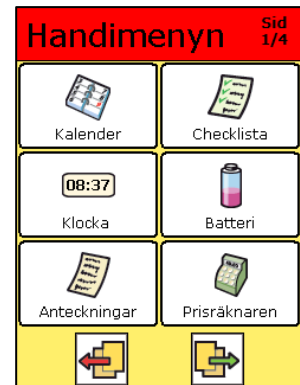 Handimenyn
Sid
1/4
Kalender
Checklista
08:37
Klocka
Batteri
Anteckningar
Prisräknaren